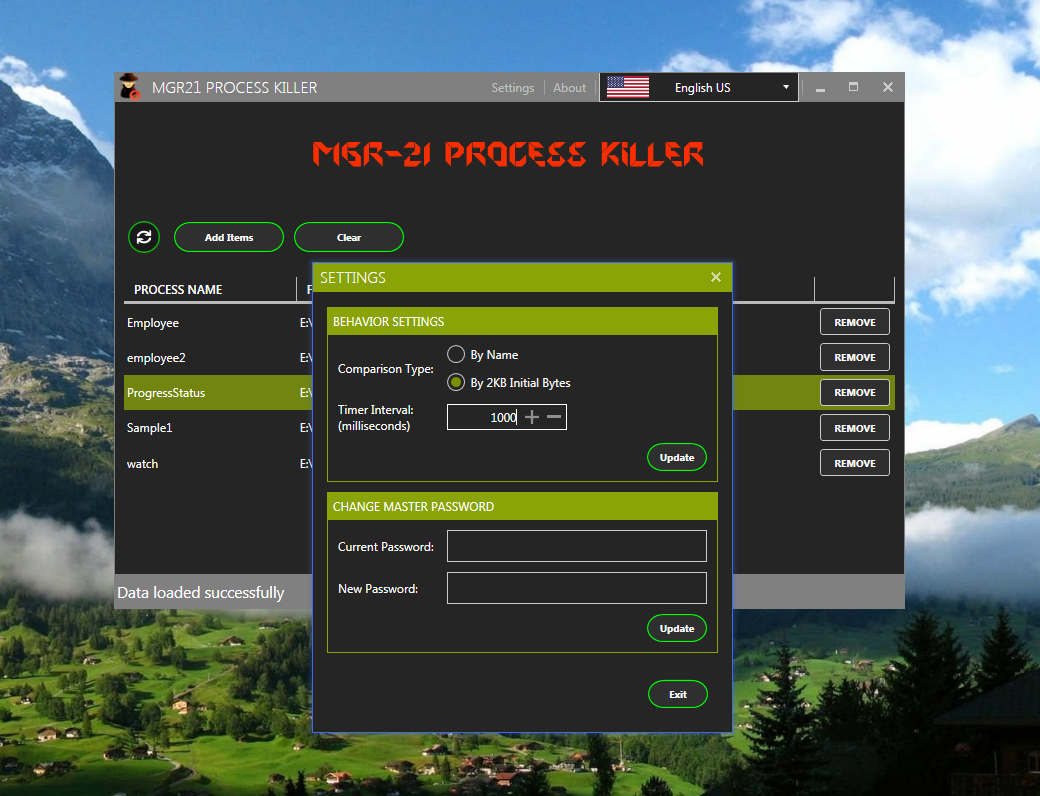 MGR21 PROCESS KILLER
Settings
About
English US
MGR-21 PROCESS KiLLER
Add Items
Clear
PROCESS NAME
Employee
E:\
REMOVE
employee2
E:\
REMOVE
ProgressStatus
E:\
REMOVE
Sample1
E:\
REMOVE
watch
E:\
REMOVE
Data loaded successfully
SETTINGS
BEHAVIOR SETTINGS
Comparison Type:
By Name
By 2KB Initial Bytes
Timer Interval:
(milliseconds)
1000
Update
CHANGE MASTER PASSWORD
Current Password:
New Password:
Update
Exit